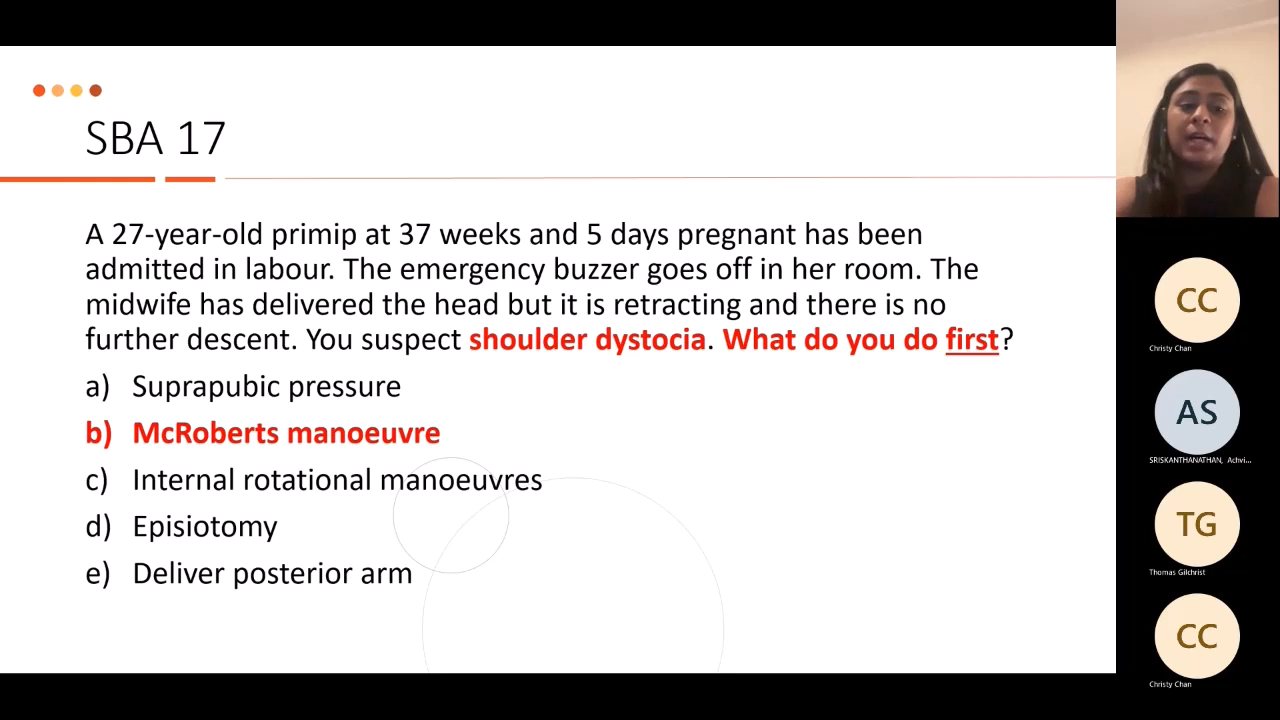 SBA 17
A 27-year-old primip at 37 weeks and 5 days pregnant has been
admitted in labour. The emergency buzzer goes off in her room. The
midwife has delivered the head but it is retracting and there is no
further descent. You suspect shoulder dystocia. What do you do first?
a) Suprapubic pressure
b) McRoberts manoeuvre
c) Internal rotational manoeuvres
d) Episiotomy
e) Deliver posterior arm
CC
Christy Chan
AS
SRISKANTHANATHAN, Achvi...
TG
Thomas Gilchrist
CC
Christy Chan